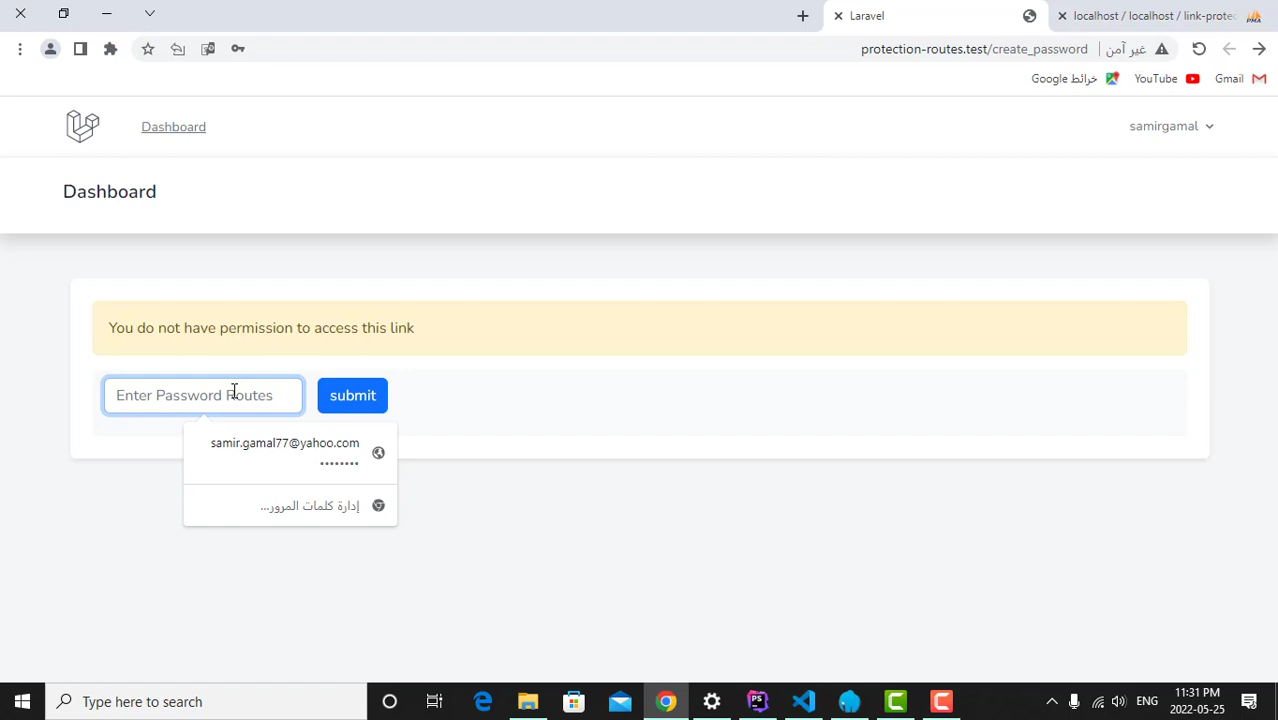 Laravel
localhost / localhost / link-protec
protection-routes.test/create_password
غير آمن
خرائط Google
YouTube
Gmail
Dashboard
samirgamal
Dashboard
You do not have permission to access this link
Enter Password Routes
submit
samir.gamal77@yahoo.com
••••••••
إدارة كلمات المرور...
Type here to search
ENG
11:31 PM
2022-05-25